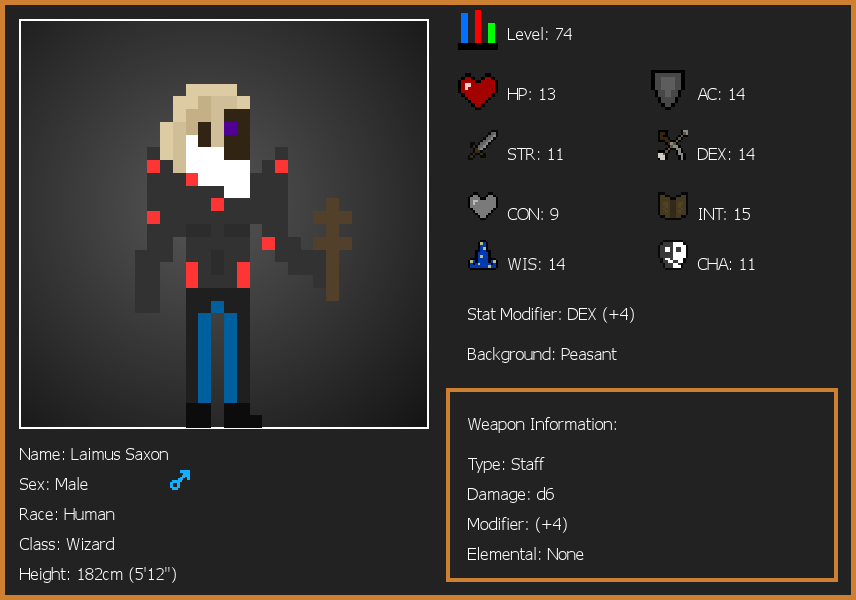 Level: 74
HP: 13
AC: 14
STR: 11
DEX: 14
CON: 9
INT: 15
WIS: 14
CHA: 11
Stat Modifier: DEX (+4)
Background: Peasant
Weapon Information:
Type: Staff
Damage: d6
Modifier: (+4)
Elemental: None
Name: Laimus Saxon
Sex: Male
Race: Human
Class: Wizard
Height: 182cm (5'12")